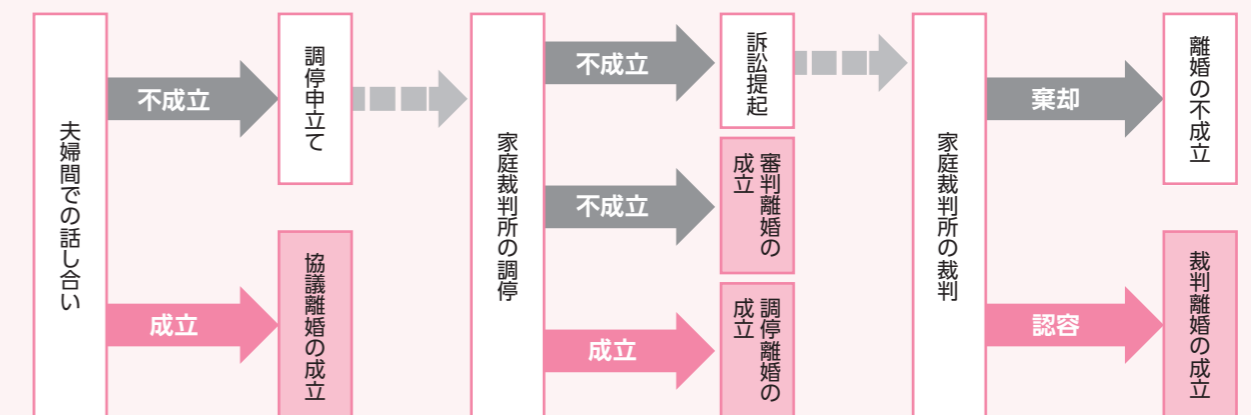 夫婦間での話し合い
不成立
調停申立て
成立
協議離婚の成立
家庭裁判所の調停
不成立
訴訟提起
不成立
審判離婚の
成立
成立
調停離婚の
成立
家庭裁判所の裁判
棄却
離婚の不成立
認容
裁判離婚の成立